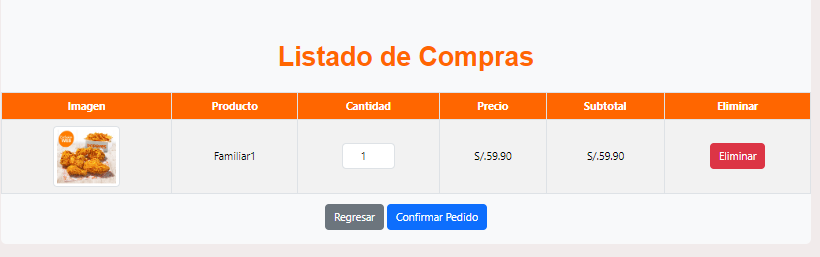 Listado de Compras
Imagen Producto Cantidad Precio Subtotal Eliminar
Familiar1 1 S/.59.90 S/.59.90 Eliminar
Regresar Confirmar Pedido